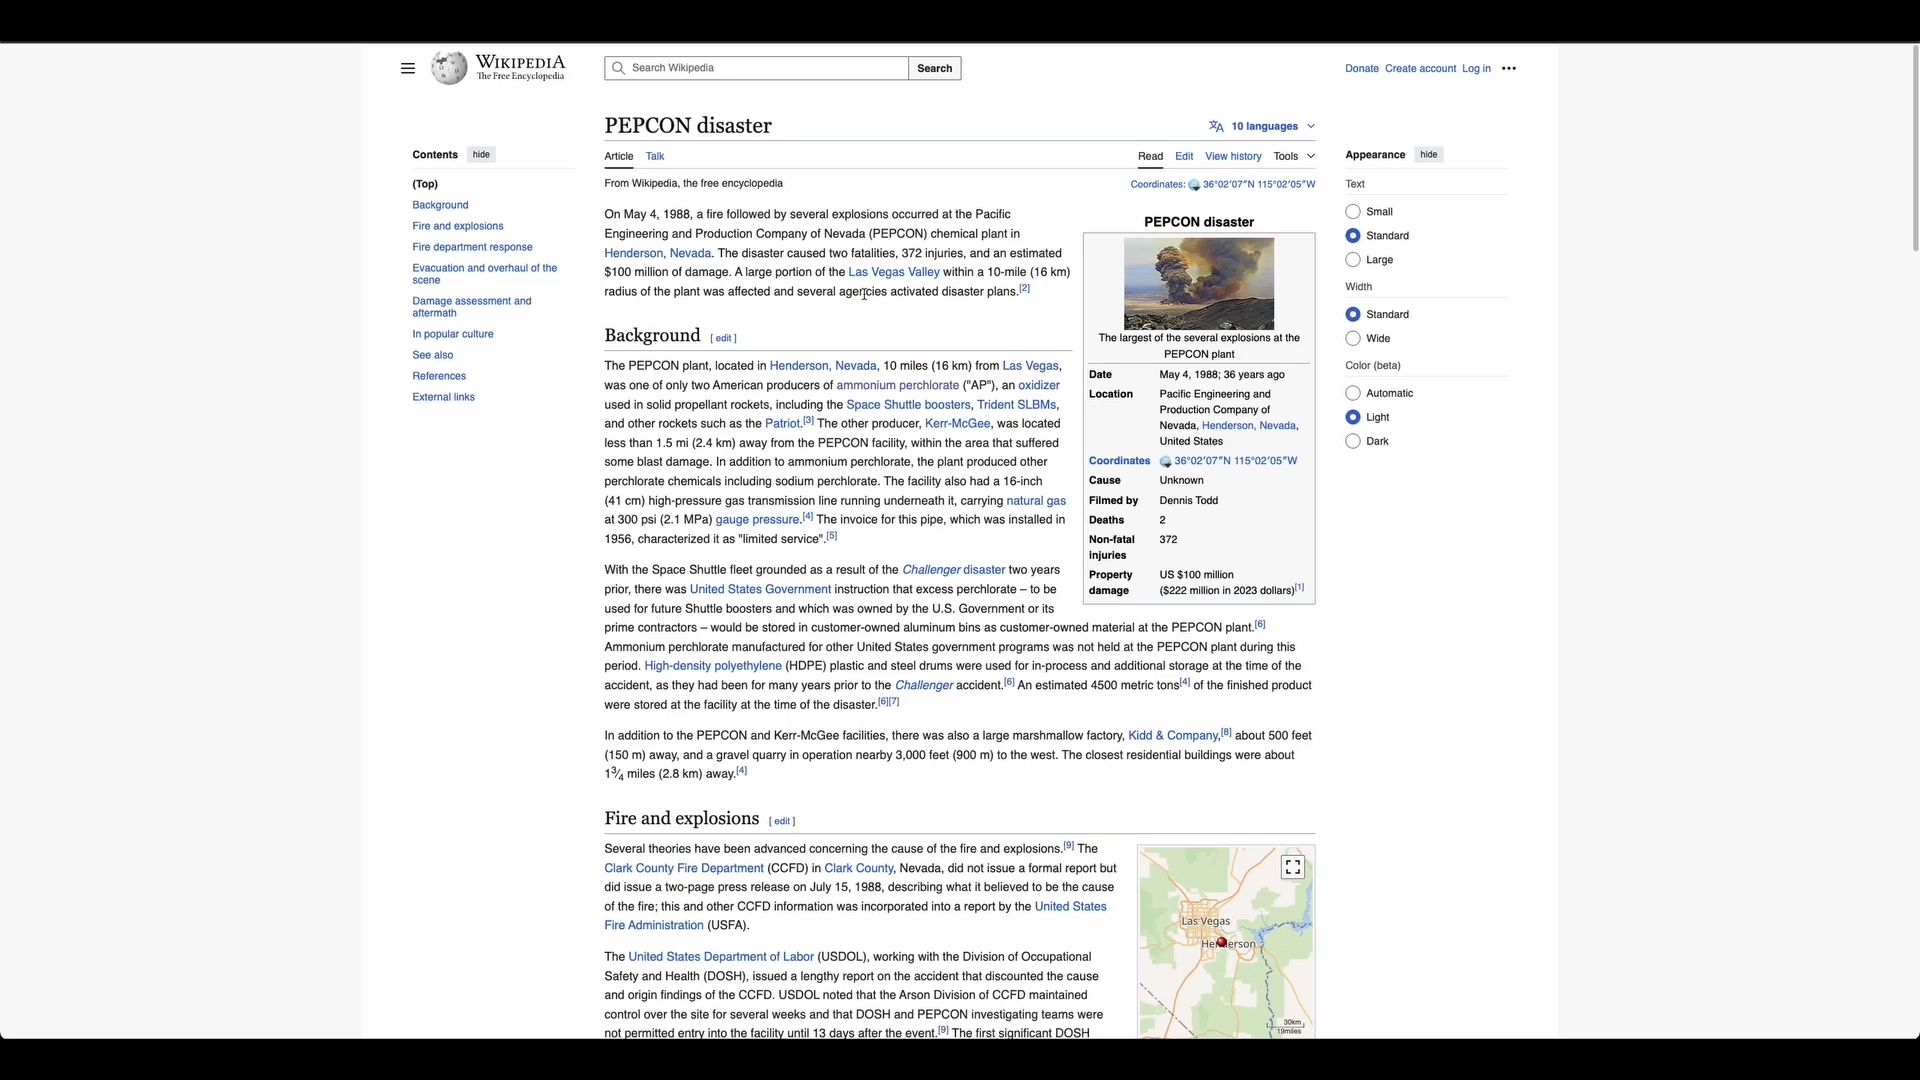 WIKIPEDIA
The Free Encyclopedia
Search Wikipedia
Search
Donate Create account Log in
PEPCON disaster
10 languages
Contents hide
(Top)
Background
Fire and explosions
Fire department response
Evacuation and overhaul of the
scene
Damage assessment and
aftermath
In popular culture
See also
References
External links
Article Talk
Read Edit View history Tools
From Wikipedia, the free encyclopedia
Coordinates: 36°02′07″N 115°02′05″W
On May 4, 1988, a fire followed by several explosions occurred at the Pacific
Engineering and Production Company of Nevada (PEPCON) chemical plant in
Henderson, Nevada. The disaster caused two fatalities, 372 injuries, and an estimated
$100 million of damage. A large portion of the Las Vegas Valley within a 10-mile (16 km)
radius of the plant was affected and several agencies activated disaster plans.[2]
Background [ edit ]
The PEPCON plant, located in Henderson, Nevada, 10 miles (16 km) from Las Vegas,
was one of only two American producers of ammonium perchlorate ("AP"), an oxidizer
used in solid propellant rockets, including the Space Shuttle boosters, Trident SLBMs,
and other rockets such as the Patriot.[3] The other producer, Kerr-McGee, was located
less than 1.5 mi (2.4 km) away from the PEPCON facility, within the area that suffered
some blast damage. In addition to ammonium perchlorate, the plant produced other
perchlorate chemicals including sodium perchlorate. The facility also had a 16-inch
(41 cm) high-pressure gas transmission line running underneath it, carrying natural gas
at 300 psi (2.1 MPa) gauge pressure.[4] The invoice for this pipe, which was installed in
1956, characterized it as "limited service".[5]
With the Space Shuttle fleet grounded as a result of the Challenger disaster two years
prior, there was United States Government instruction that excess perchlorate – to be
used for future Shuttle boosters and which was owned by the U.S. Government or its
prime contractors – would be stored in customer-owned aluminum bins as customer-owned material at the PEPCON plant.[6]
Ammonium perchlorate manufactured for other United States government programs was not held at the PEPCON plant during this
period. High-density polyethylene (HDPE) plastic and steel drums were used for in-process and additional storage at the time of the
accident, as they had been for many years prior to the Challenger accident.[6] An estimated 4500 metric tons[4] of the finished product
were stored at the facility at the time of the disaster.[6][7]
In addition to the PEPCON and Kerr-McGee facilities, there was also a large marshmallow factory, Kidd & Company,[8] about 500 feet
(150 m) away, and a gravel quarry in operation nearby 3,000 feet (900 m) to the west. The closest residential buildings were about
1¾ miles (2.8 km) away.[4]
PEPCON disaster
The largest of the several explosions at the
PEPCON plant
Date May 4, 1988; 36 years ago
Location Pacific Engineering and
Production Company of
Nevada, Henderson, Nevada,
United States
Coordinates 36°02′07″N 115°02′05″W
Cause Unknown
Filmed by Dennis Todd
Deaths 2
Non-fatal 372
injuries
Property US $100 million
damage ($222 million in 2023 dollars)[1]
Fire and explosions [ edit ]
Several theories have been advanced concerning the cause of the fire and explosions.[9] The
Clark County Fire Department (CCFD) in Clark County, Nevada, did not issue a formal report but
did issue a two-page press release on July 15, 1988, describing what it believed to be the cause
of the fire; this and other CCFD information was incorporated into a report by the United States
Fire Administration (USFA).
The United States Department of Labor (USDOL), working with the Division of Occupational
Safety and Health (DOSH), issued a lengthy report on the accident that discounted the cause
and origin findings of the CCFD. USDOL noted that the Arson Division of CCFD maintained
control over the site for several weeks and that DOSH and PEPCON investigating teams were
not permitted entry into the facility until 13 days after the event.[9] The first significant DOSH
Las Vegas
Henderson
30km
19miles
Appearance hide
Text
Small
Standard
Large
Width
Standard
Wide
Color (beta)
Automatic
Light
Dark